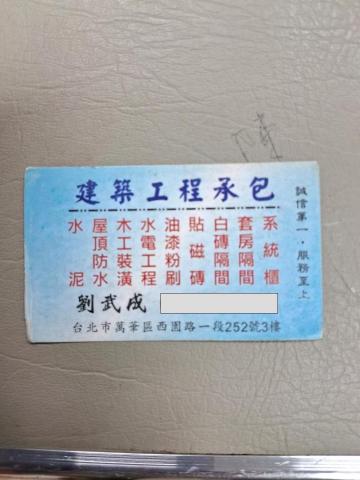 建築工程承包
誠信第一・服務至上
水泥
屋頂防水
木工裝潢
水電工程
油漆粉刷
貼磁磚
白磚隔間
套房隔間
系統櫃
劉武成
台北市萬華區西園路一段252號3樓